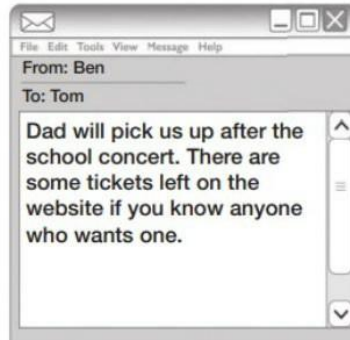 File Edit Tools View Message Help
From: Ben
To: Tom
Dad will pick us up after the
school concert. There are
some tickets left on the
website if you know anyone
who wants one.